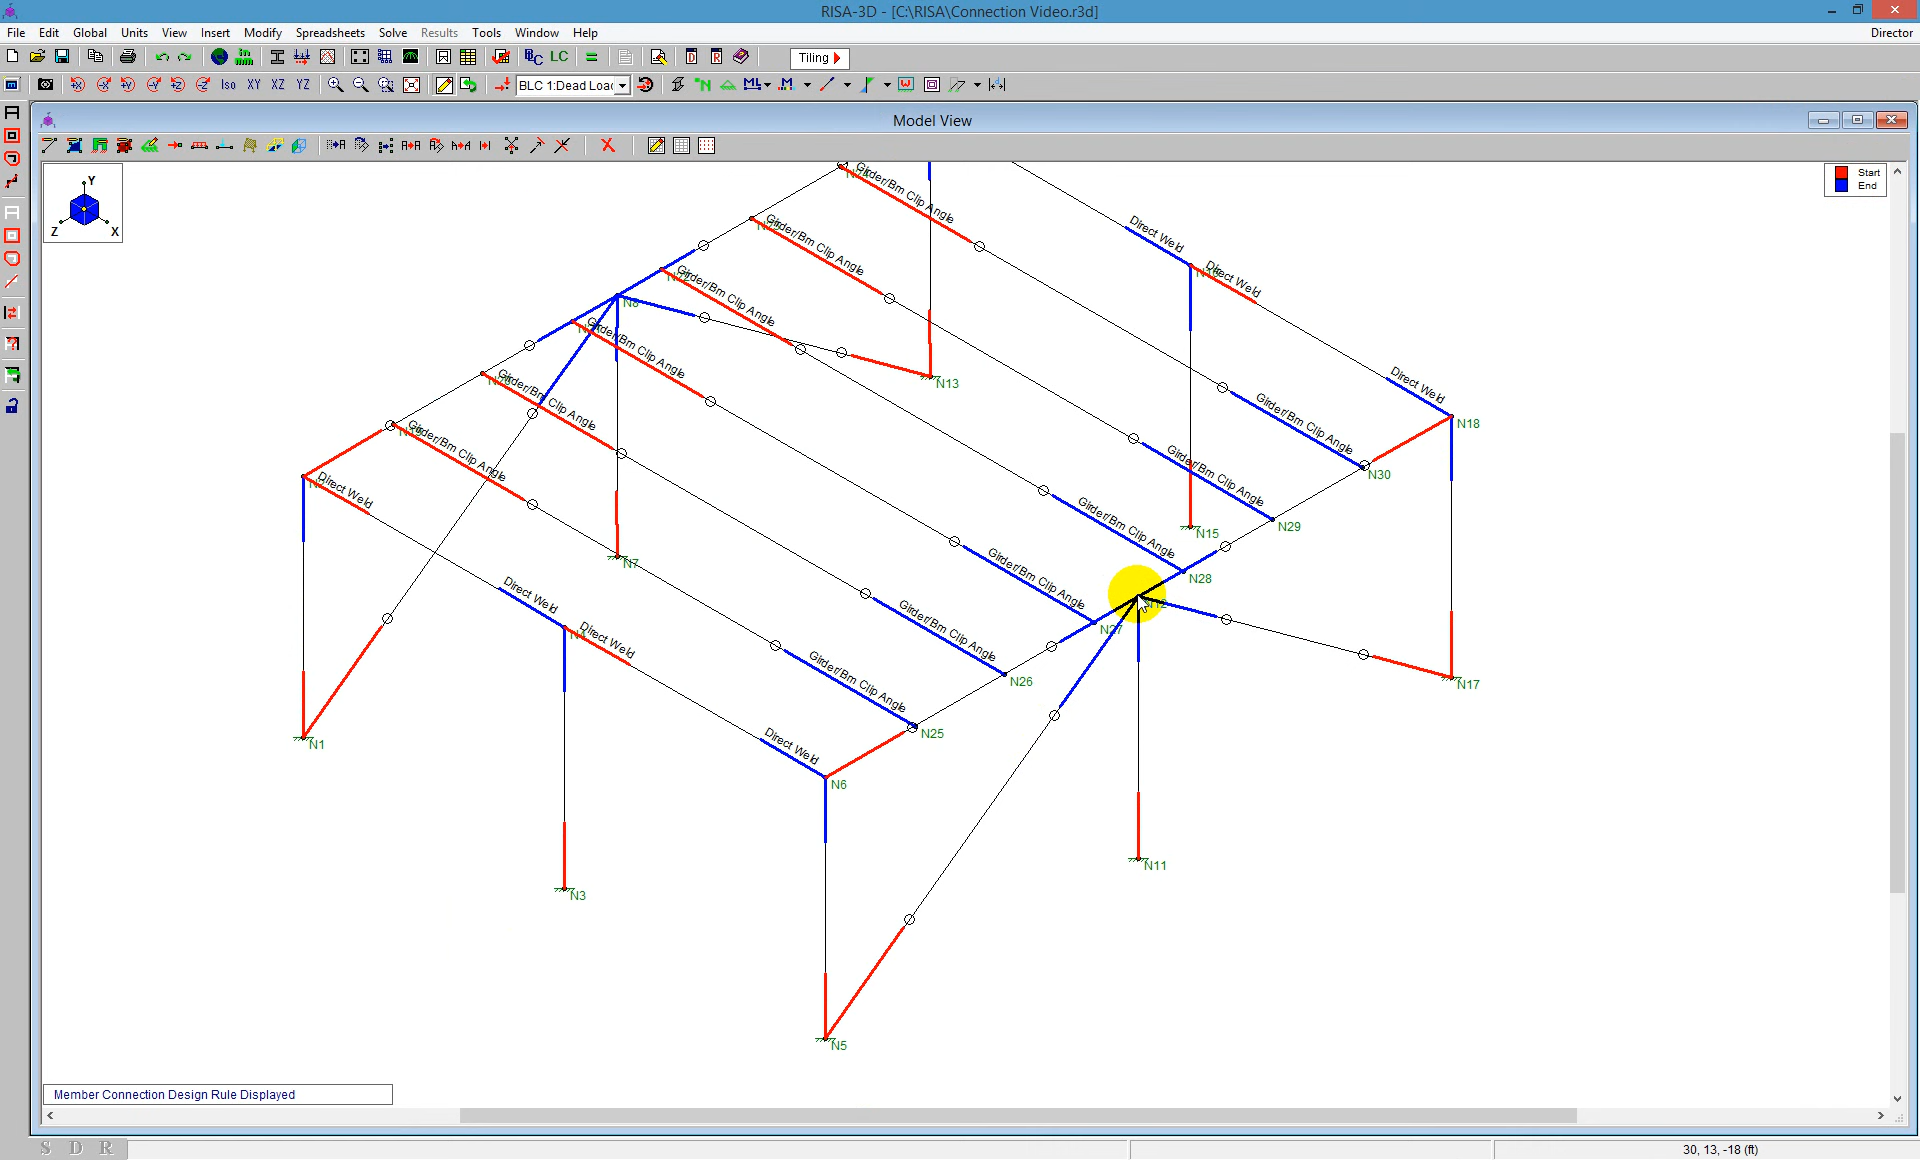 RISA-3D - [C:\RISA\Connection Video.r3d]
File Edit Global Units View Insert Modify Spreadsheets Solve Results Tools Window Help Director
LC Tiling
Iso XY XZ YZ BLC 1:Dead Loac
Model View
Y
Z X
Start
End
Girder/Bm Clip Angle
Direct Weld
Girder/Bm Clip Angle
Direct Weld
Girder/Bm Clip Angle
N8
Girder/Bm Clip Angle
N13
Direct Weld
Girder/Bm Clip Angle
Girder/Bm Clip Angle
N18
Girder/Bm Clip Angle
N30
Direct Weld
Girder/Bm Clip Angle
N29
N15
Girder/Bm Clip Angle
N7
N28
Direct Weld
Girder/Bm Clip Angle
N12
N27
N4
Direct Weld
Girder/Bm Clip Angle
N26
N17
Girder/Bm Clip Angle
N25
N1
Direct Weld
N6
N11
N3
N5
Member Connection Design Rule Displayed
S D R 30, 13, -18 (ft)